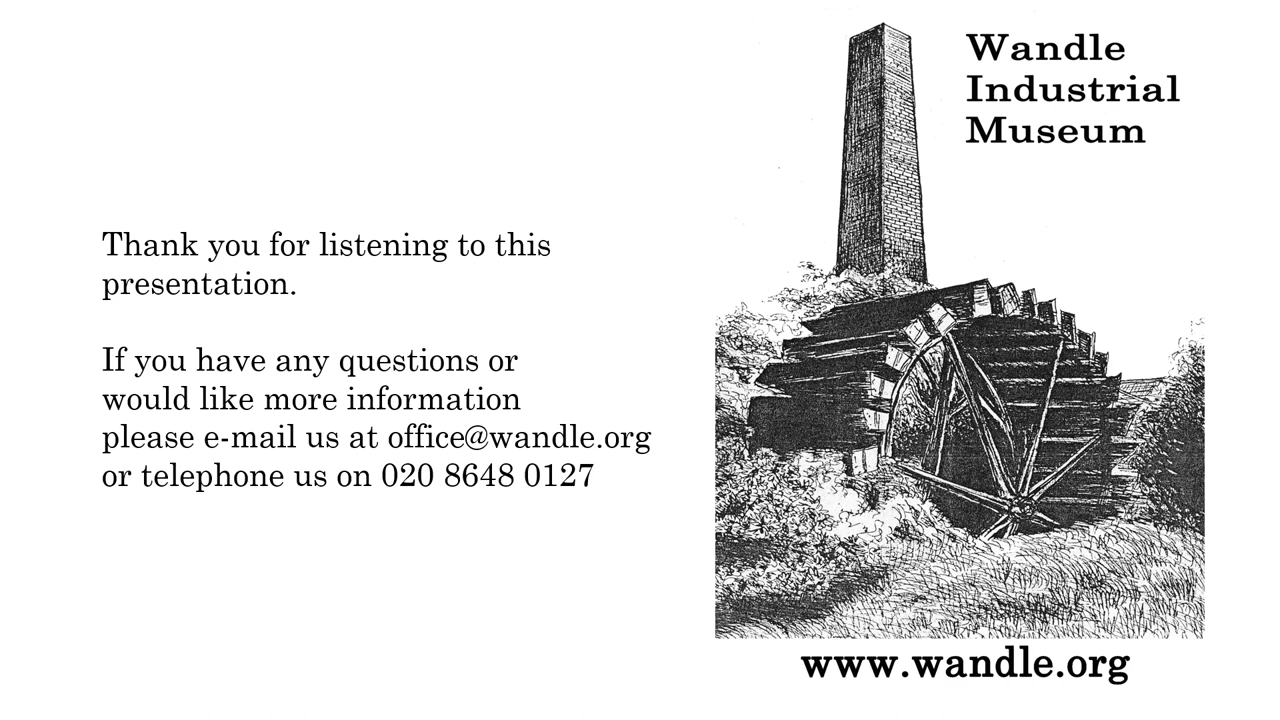 Thank you for listening to this
presentation.
If you have any questions or
would like more information
please e-mail us at office@wandle.org
or telephone us on 020 8648 0127
Wandle
Industrial
Museum
www.wandle.org